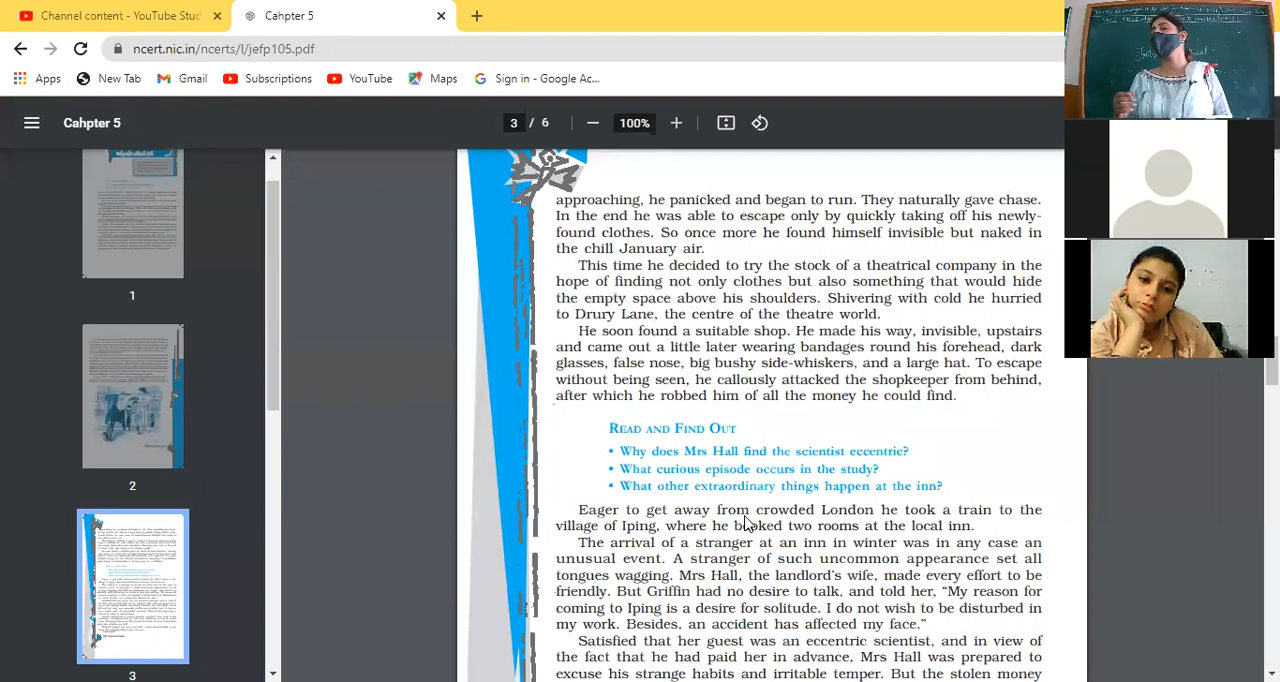 Channel content - YouTube Stud
Cahpter 5
ncert.nic.in/ncerts/l/jefp105.pdf
Apps
New Tab
Gmail
Subscriptions
YouTube
Maps
Sign in - Google Ac...
Cahpter 5
3 / 6
100%
1
2
3
approaching, he panicked and began to run. They naturally gave chase.
In the end he was able to escape only by quickly taking off his newly-
found clothes. So once more he found himself invisible but naked in
the chill January air.
This time he decided to try the stock of a theatrical company in the
hope of finding not only clothes but also something that would hide
the empty space above his shoulders. Shivering with cold he hurried
to Drury Lane, the centre of the theatre world.
He soon found a suitable shop. He made his way, invisible, upstairs
and came out a little later wearing bandages round his forehead, dark
glasses, false nose, big bushy side-whiskers, and a large hat. To escape
without being seen, he callously attacked the shopkeeper from behind,
after which he robbed him of all the money he could find.
READ AND FIND OUT
• Why does Mrs Hall find the scientist eccentric?
• What curious episode occurs in the study?
• What other extraordinary things happen at the inn?
Eager to get away from crowded London he took a train to the
village of Iping, where he booked two rooms at the local inn.
The arrival of a stranger at an inn in winter was in any case an
unusual event. A stranger of such uncommon appearance set all
tongues wagging. Mrs Hall, the landlord's wife, made every effort to be
friendly. But Griffin had no desire to talk, and told her, “My reason for
coming to Iping is a desire for solitude. I do not wish to be disturbed in
my work. Besides, an accident has affected my face.”
Satisfied that her guest was an eccentric scientist, and in view of
the fact that he had paid her in advance, Mrs Hall was prepared to
excuse his strange habits and irritable temper. But the stolen money